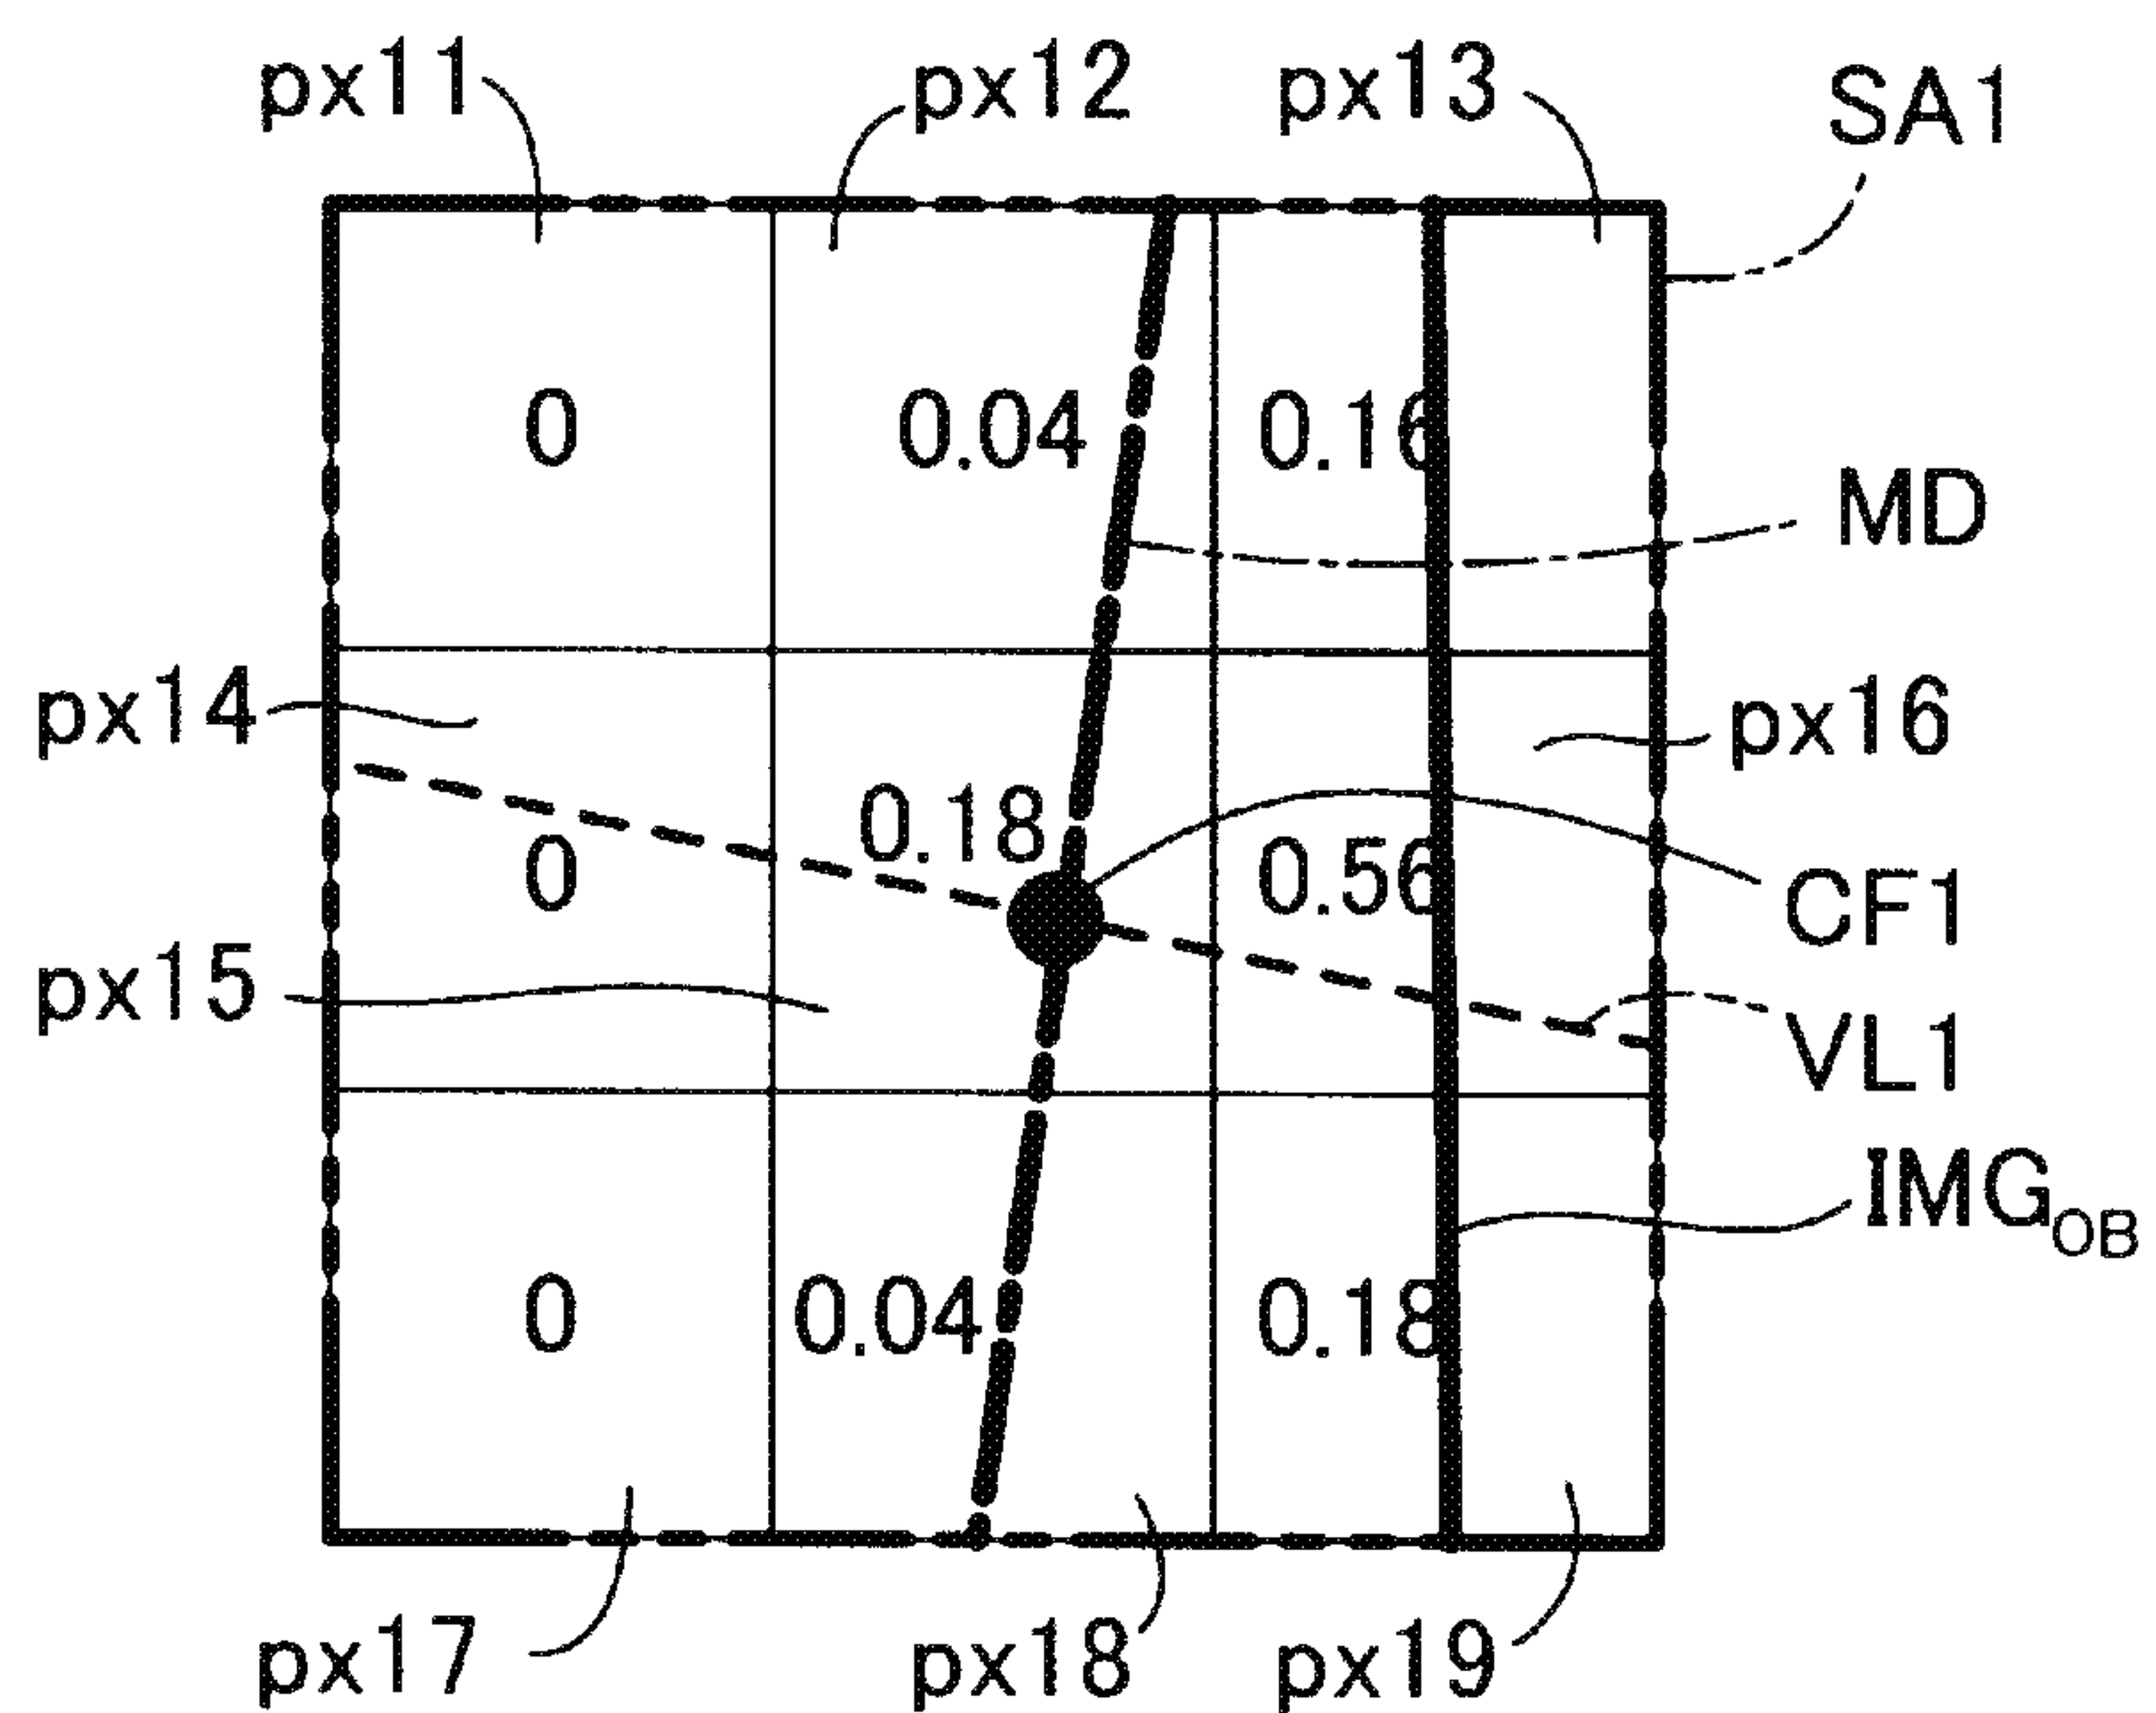 px11 px12 px13 SA1
0 0.04 0.16
MD
px14 px16
0.18
0 0.56 CF1
px15
VL1
IMG_OB
0 0.04 0.18
px17 px18 px19